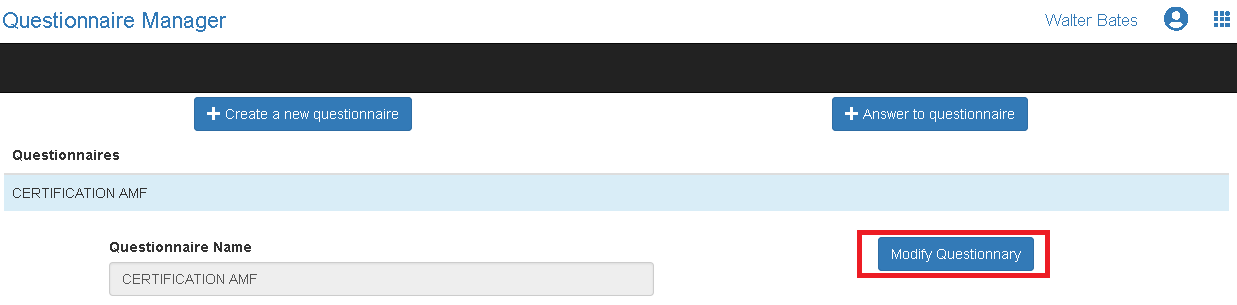 Questionnaire Manager
Walter Bates
Create a new questionnaire
Answer to questionnaire
Questionnaires
CERTIFICATION AMF
Questionnaire Name
Modify Questionnary
CERTIFICATION AMF